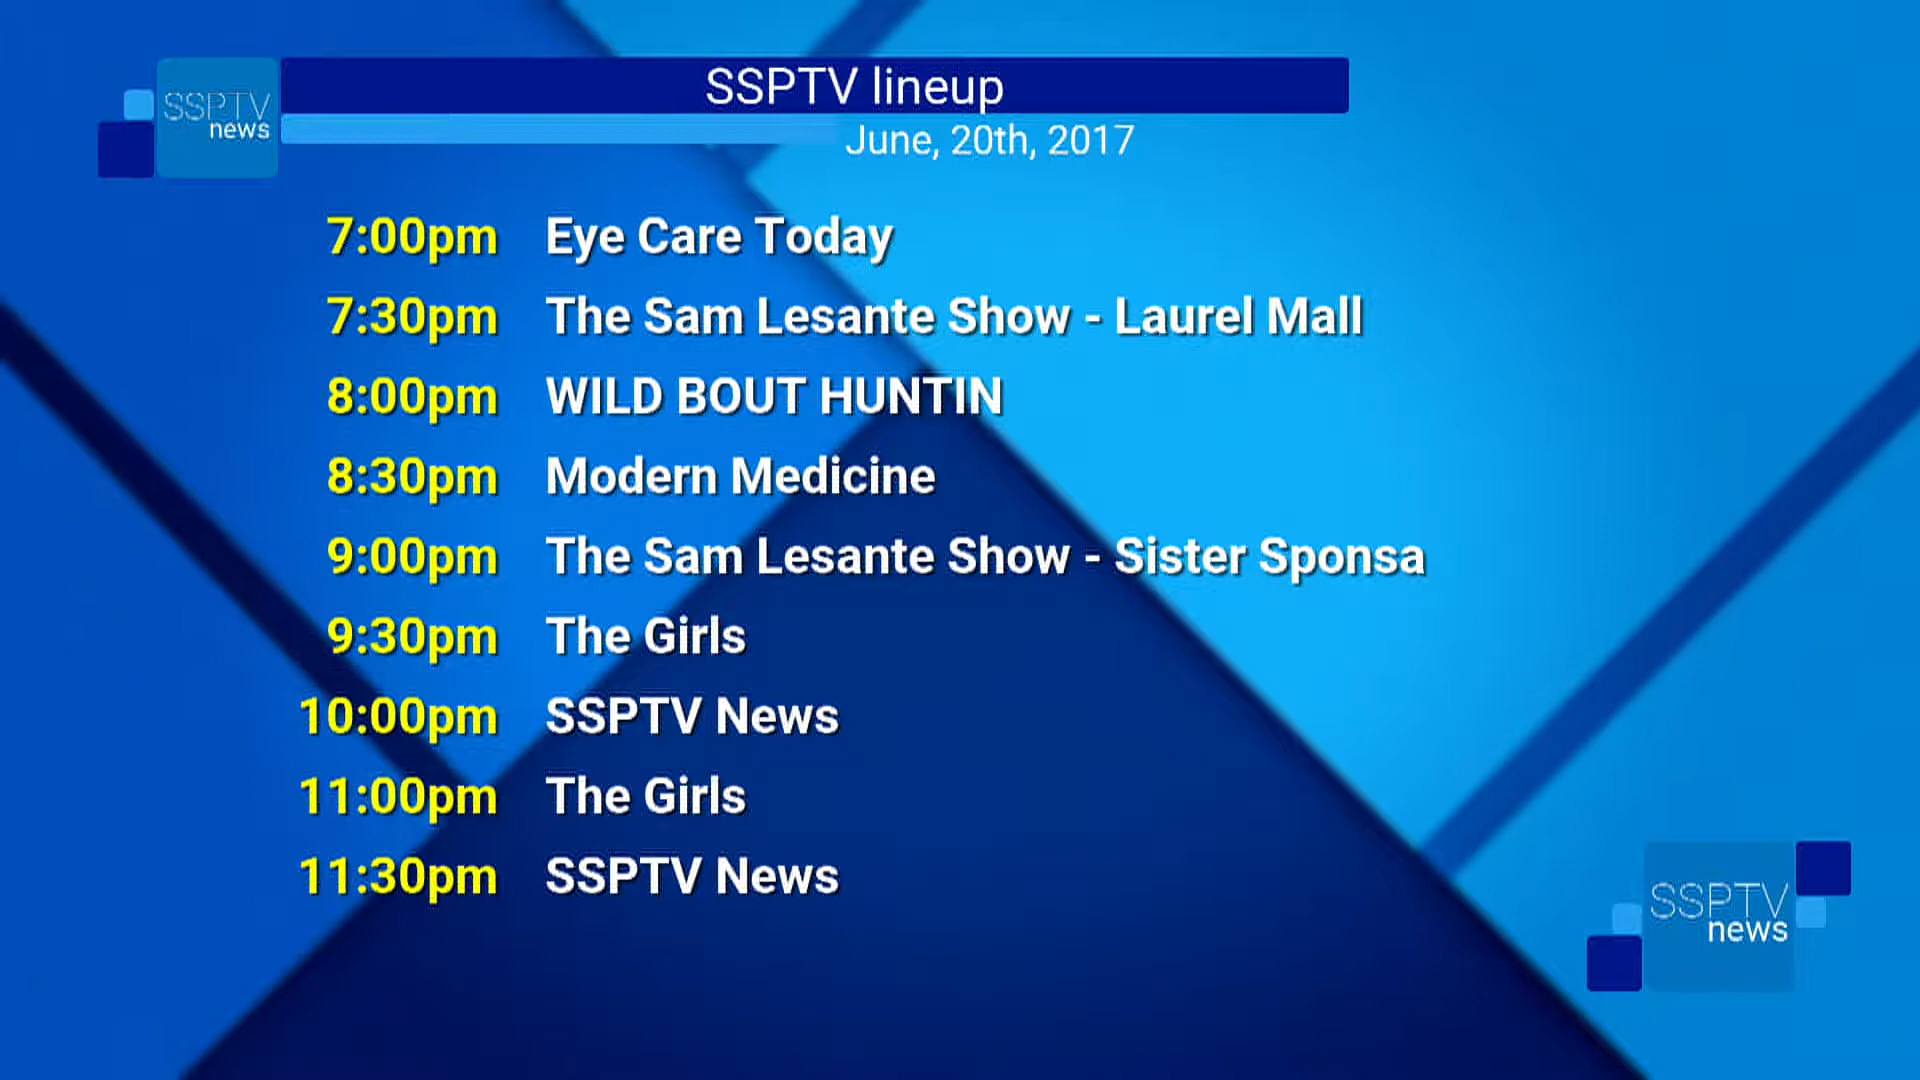 SSPTV
news
SSPTV lineup
June, 20th, 2017
7:00pm Eye Care Today
7:30pm The Sam Lesante Show - Laurel Mall
8:00pm WILD BOUT HUNTIN
8:30pm Modern Medicine
9:00pm The Sam Lesante Show - Sister Sponsa
9:30pm The Girls
10:00pm SSPTV News
11:00pm The Girls
11:30pm SSPTV News
SSPTV
news